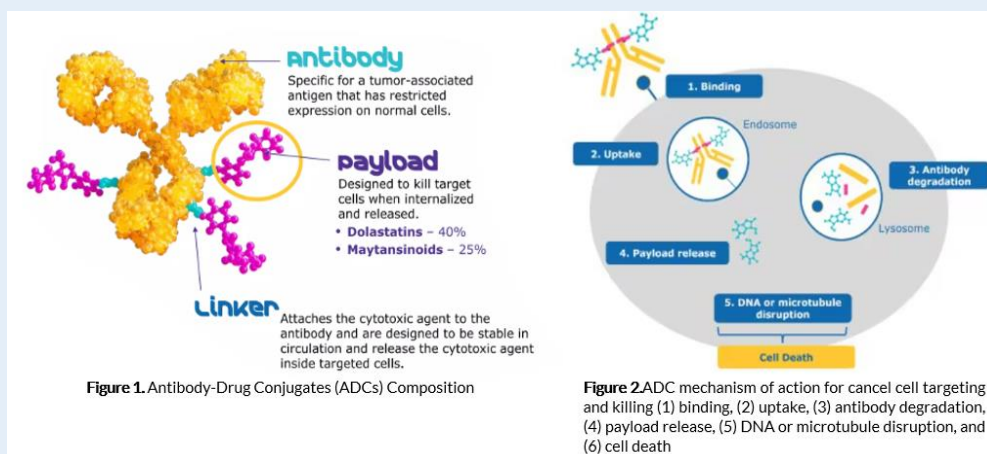 Antibody
Specific for a tumor-associated
antigen that has restricted
expression on normal cells.
Payload
Designed to kill target
cells when internalized
and released.
• Dolastatins – 40%
• Maytansinoids – 25%
Linker
Attaches the cytotoxic agent to the
antibody and are designed to be stable in
circulation and release the cytotoxic agent
inside targeted cells.
Figure 1. Antibody-Drug Conjugates (ADCs) Composition
1. Binding
Endosome
2. Uptake
3. Antibody
degradation
Lysosome
4. Payload release
5. DNA or microtubule
disruption
Cell Death
Figure 2.ADC mechanism of action for cancel cell targeting
and killing (1) binding, (2) uptake, (3) antibody degradation,
(4) payload release, (5) DNA or microtubule disruption, and
(6) cell death